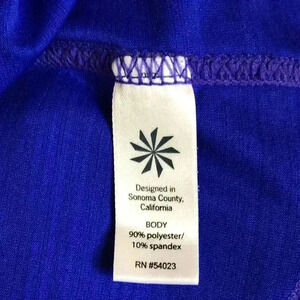 Designed in
Sonoma County,
California
BODY
90% polyester/
10% spandex
RN #54023